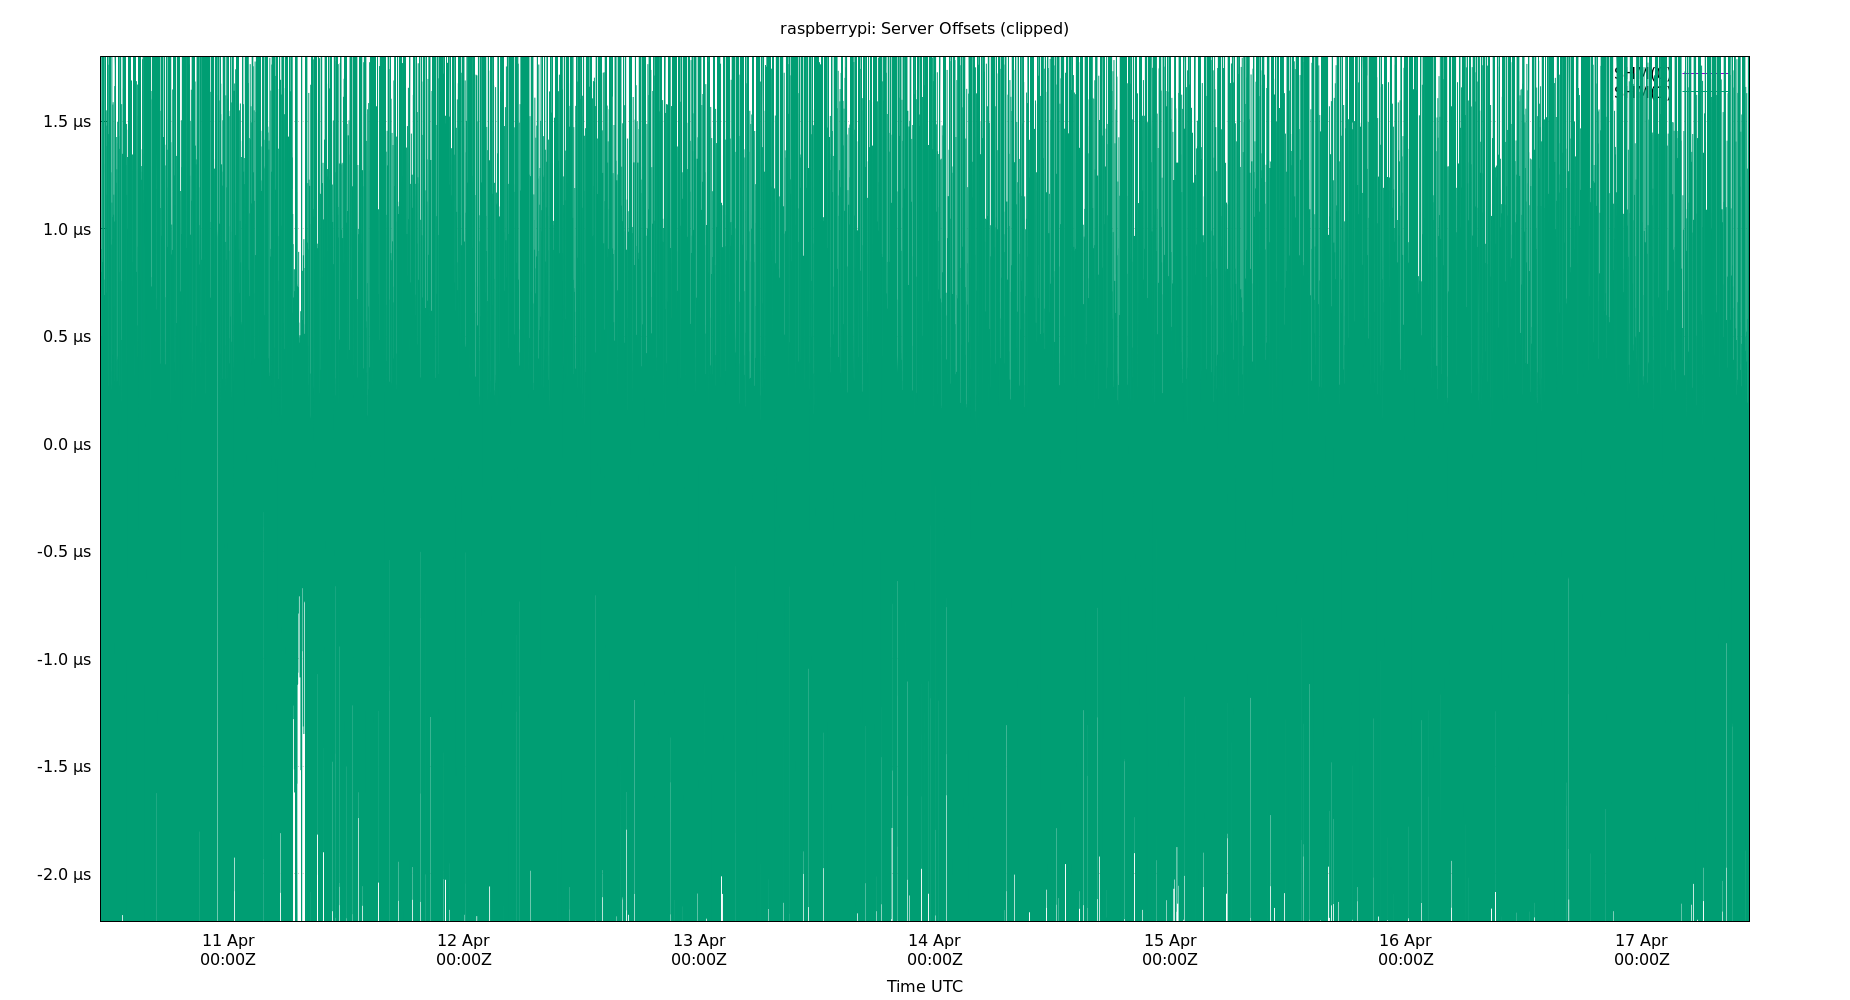 raspberrypi: Server Offsets (clipped)
1.5 µs
1.0 µs
0.5 µs
0.0 µs
-0.5 µs
-1.0 µs
-1.5 µs
-2.0 µs
11 Apr
00:00Z
12 Apr
00:00Z
13 Apr
00:00Z
14 Apr
00:00Z
15 Apr
00:00Z
16 Apr
00:00Z
17 Apr
00:00Z
Time UTC